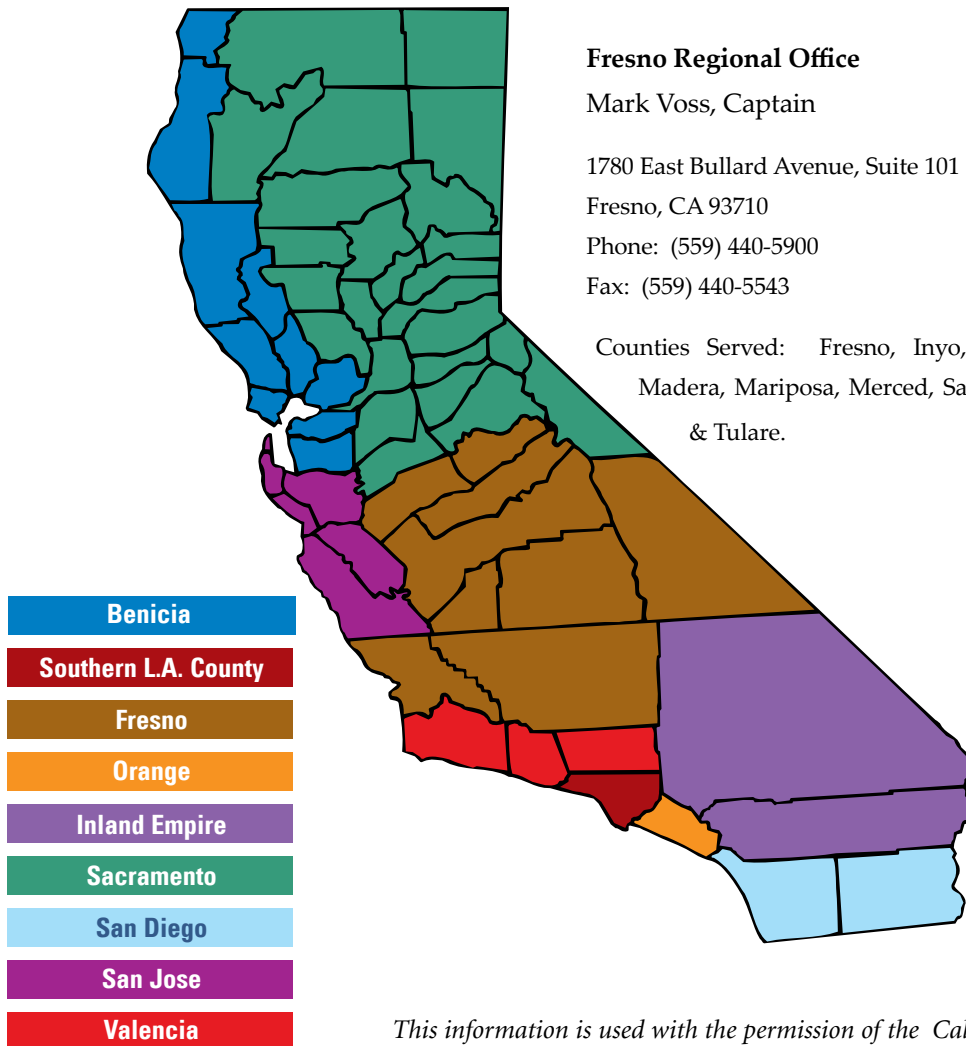 Fresno Regional Office
Mark Voss, Captain
1780 East Bullard Avenue, Suite 101
Fresno, CA 93710
Phone: (559) 440-5900
Fax: (559) 440-5543
Counties Served: Fresno, Inyo,
Madera, Mariposa, Merced, Sa
& Tulare.
Benicia
Southern L.A. County
Fresno
Orange
Inland Empire
Sacramento
San Diego
San Jose
Valencia
This information is used with the permission of the Cal